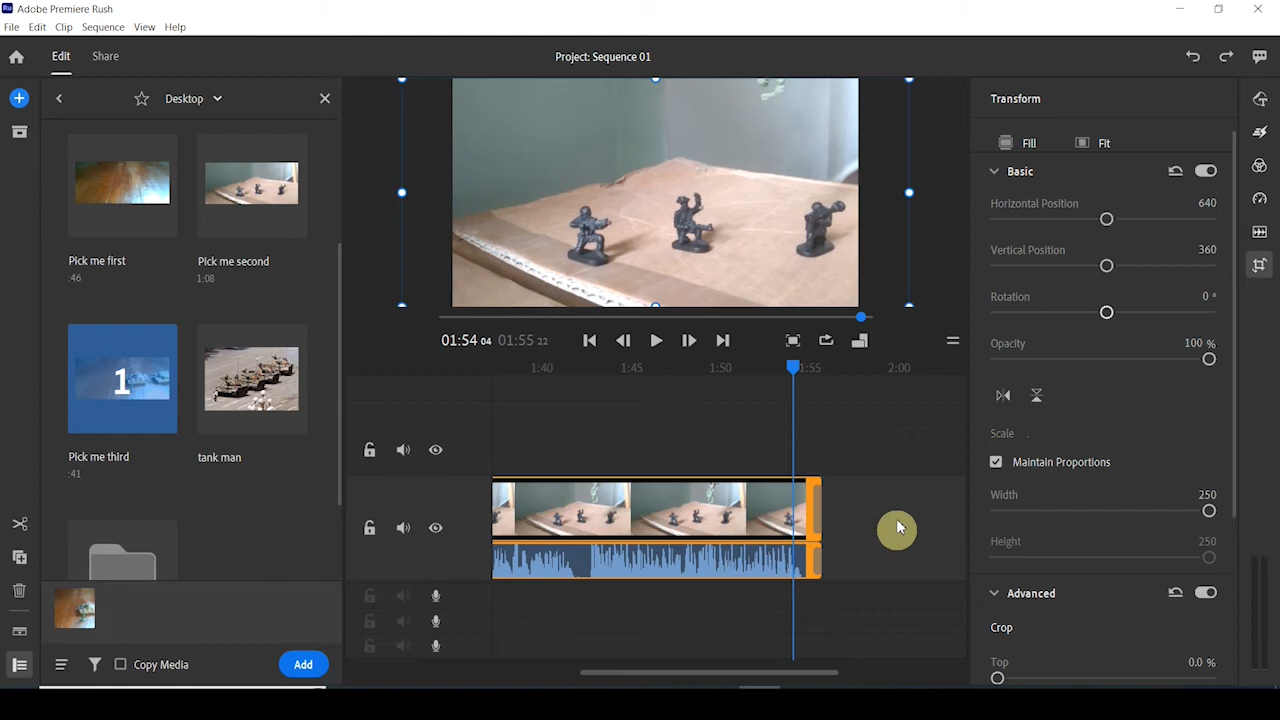 Ru Adobe Premiere Rush
File Edit Clip Sequence View Help
Edit Share Project: Sequence 01
Desktop
Pick me first
:46
Pick me second
1:08
1
Pick me third
:41
tank man
Copy Media Add
01:54 04 01:55 22
1:40 1:45 1:50 1:55 2:00
Transform
Fill Fit
Basic
Horizontal Position 640
Vertical Position 360
Rotation 0 °
Opacity 100 %
Scale
Maintain Proportions
Width 250
Height 250
Advanced
Crop
Top 0.0 %